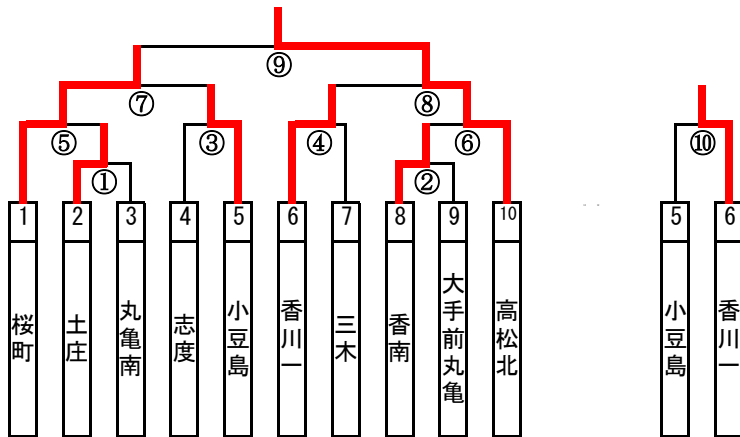 ⑨
⑦
⑧
⑤
③
④
⑥
⑩
①
②
1
2
3
4
5
6
7
8
9
10
5
6
桜町
土庄
丸亀南
志度
小豆島
香川一
三木
香南
大手前丸亀
高松北
小豆島
香川一